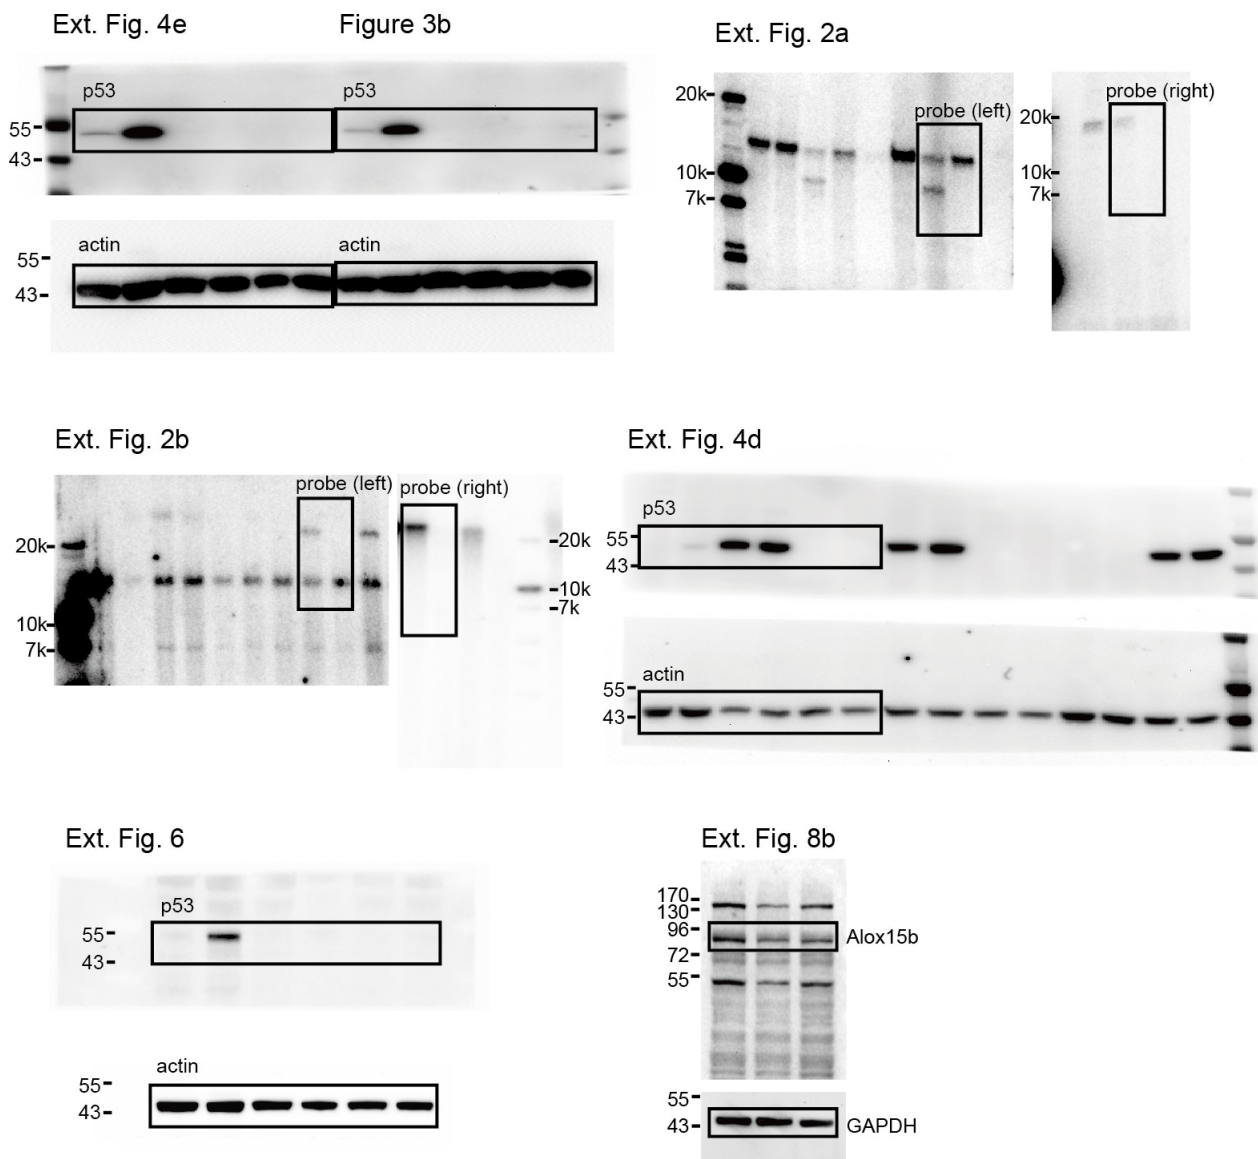 Ext. Fig. 4e
Figure 3b
p53
p53
55
43
actin
actin
55
43
Ext. Fig. 2a
20k
10k
7k
probe (left)
probe (right)
20k
10k
7k
Ext. Fig. 2b
probe (left)
probe (right)
20k
10k
7k
20k
10k
7k
Ext. Fig. 4d
p53
55
43
actin
55
43
Ext. Fig. 6
p53
55
43
actin
55
43
Ext. Fig. 8b
170
130
96
72
55
Alox15b
55
43
GAPDH